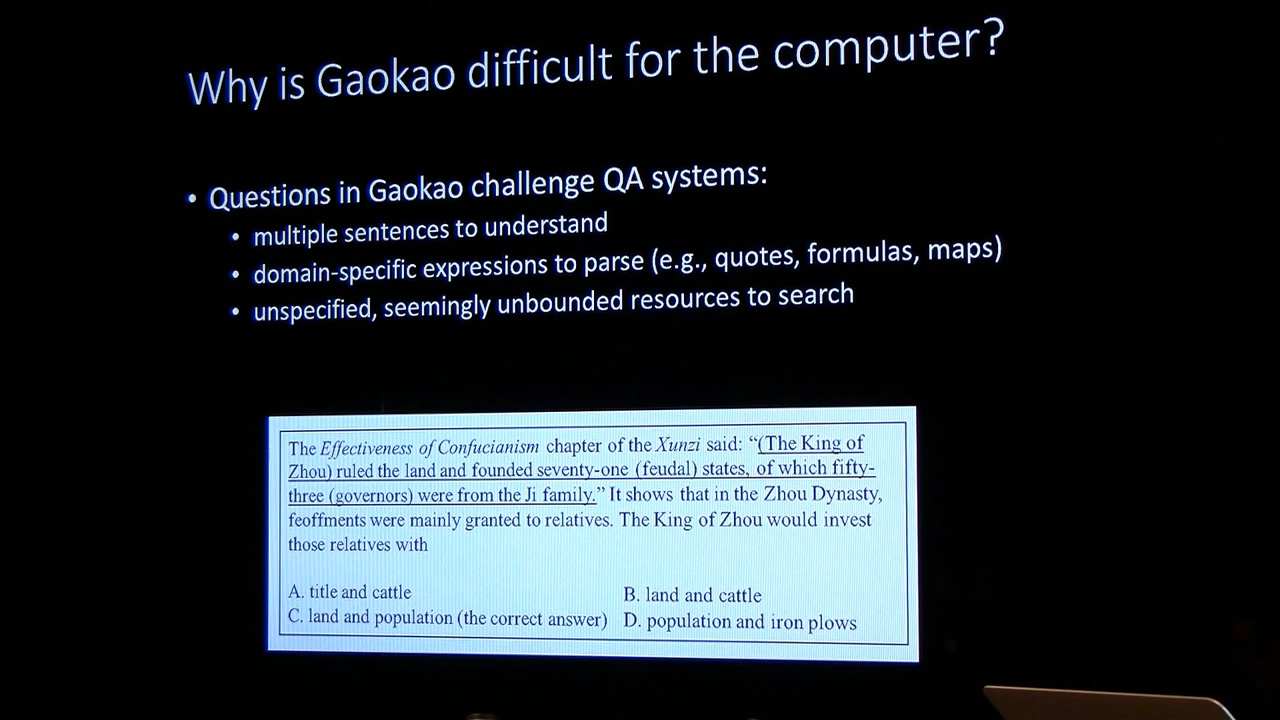 Why is Gaokao difficult for the computer?
• Questions in Gaokao challenge QA systems:
• multiple sentences to understand
• domain-specific expressions to parse (e.g., quotes, formulas, maps)
• unspecified, seemingly unbounded resources to search
The Effectiveness of Confucianism chapter of the Xunzi said: “(The King of
Zhou) ruled the land and founded seventy-one (feudal) states, of which fifty-
three (governors) were from the Ji family.” It shows that in the Zhou Dynasty,
feoffments were mainly granted to relatives. The King of Zhou would invest
those relatives with
A. title and cattle B. land and cattle
C. land and population (the correct answer) D. population and iron plows